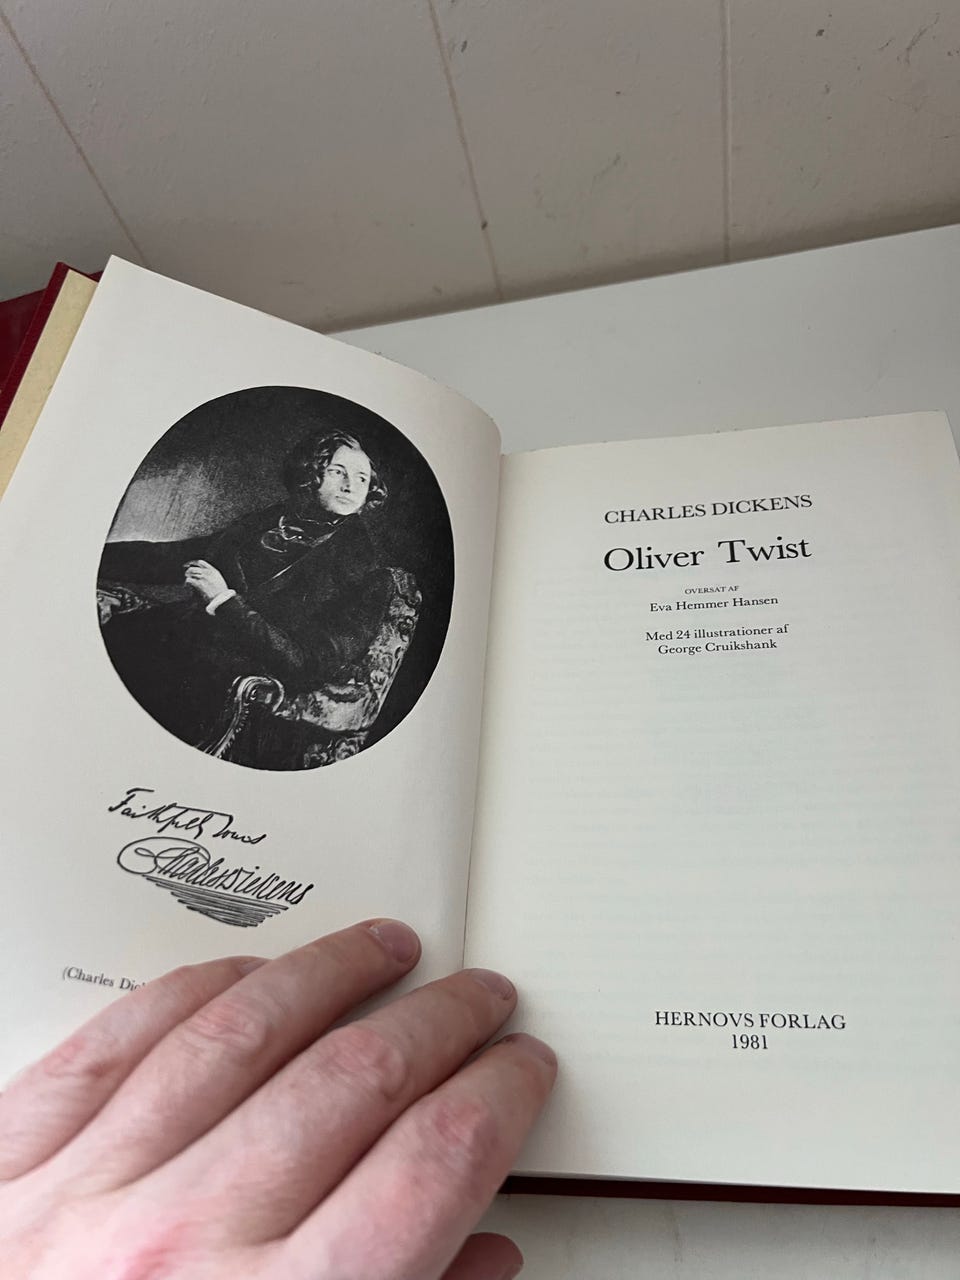 Faithfully Yours
Charles Dickens
(Charles
CHARLES DICKENS
Oliver Twist
OVERSAT AF
Eva Hemmer Hansen
Med 24 illustrationer af
George Cruikshank
HERNOVS FORLAG
1981